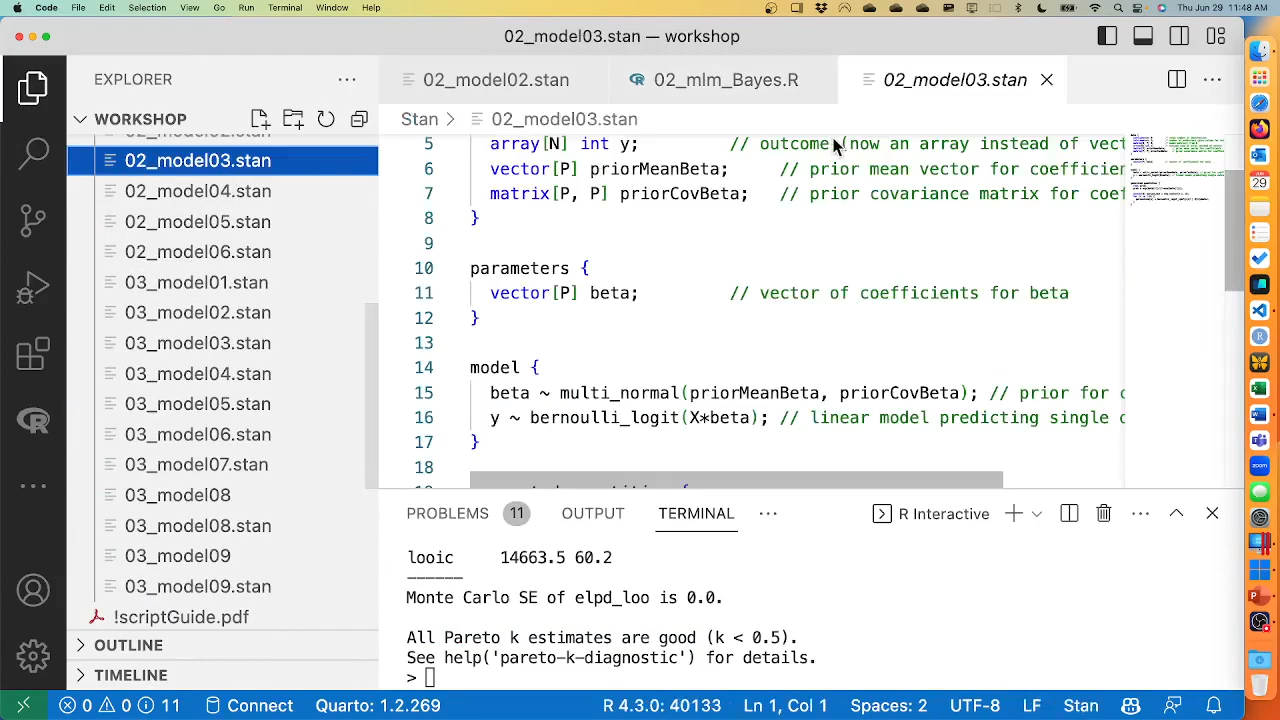 Code File Edit Selection View Go Run Terminal Window Help Thu Jun 29 11:48 AM
02_model03.stan — workshop
EXPLORER
02_model02.stan
02_mlm_Bayes.R
02_model03.stan
WORKSHOP
Stan > 02_model03.stan
02_model03.stan
02_model04.stan
02_model05.stan
02_model06.stan
03_model01.stan
03_model02.stan
03_model03.stan
03_model04.stan
03_model05.stan
03_model06.stan
03_model07.stan
03_model08
03_model08.stan
03_model09
03_model09.stan
!scriptGuide.pdf
OUTLINE
TIMELINE
5 array[N] int y; // outcome (now an array instead of vect
6 vector[P] priorMeanBeta; // prior mean vector for coefficien
7 matrix[P, P] priorCovBeta; // prior covariance matrix for coef
8 }
9
10 parameters {
11 vector[P] beta; // vector of coefficients for beta
12 }
13
14 model {
15 beta ~ multi_normal(priorMeanBeta, priorCovBeta); // prior for c
16 y ~ bernoulli_logit(X*beta); // linear model predicting single o
17 }
18
PROBLEMS 11 OUTPUT TERMINAL R Interactive
looic 14663.5 60.2
------
Monte Carlo SE of elpd_loo is 0.0.
All Pareto k estimates are good (k < 0.5).
See help('pareto-k-diagnostic') for details.
>
0 0 11 Connect Quarto: 1.2.269 R 4.3.0: 40133 Ln 1, Col 1 Spaces: 2 UTF-8 LF Stan